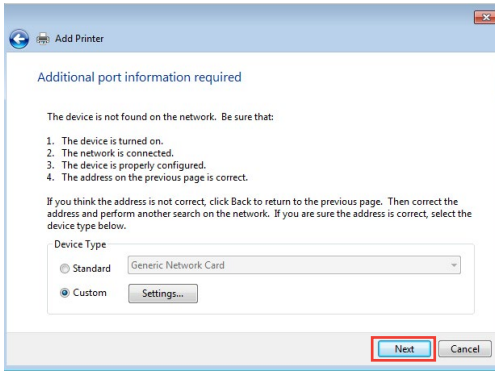 Add Printer
Additional port information required
The device is not found on the network. Be sure that:
1. The device is turned on.
2. The network is connected.
3. The device is properly configured.
4. The address on the previous page is correct.
If you think the address is not correct, click Back to return to the previous page. Then correct the
address and perform another search on the network. If you are sure the address is correct, select the
device type below.
Device Type
Standard Generic Network Card
Custom Settings...
Next Cancel